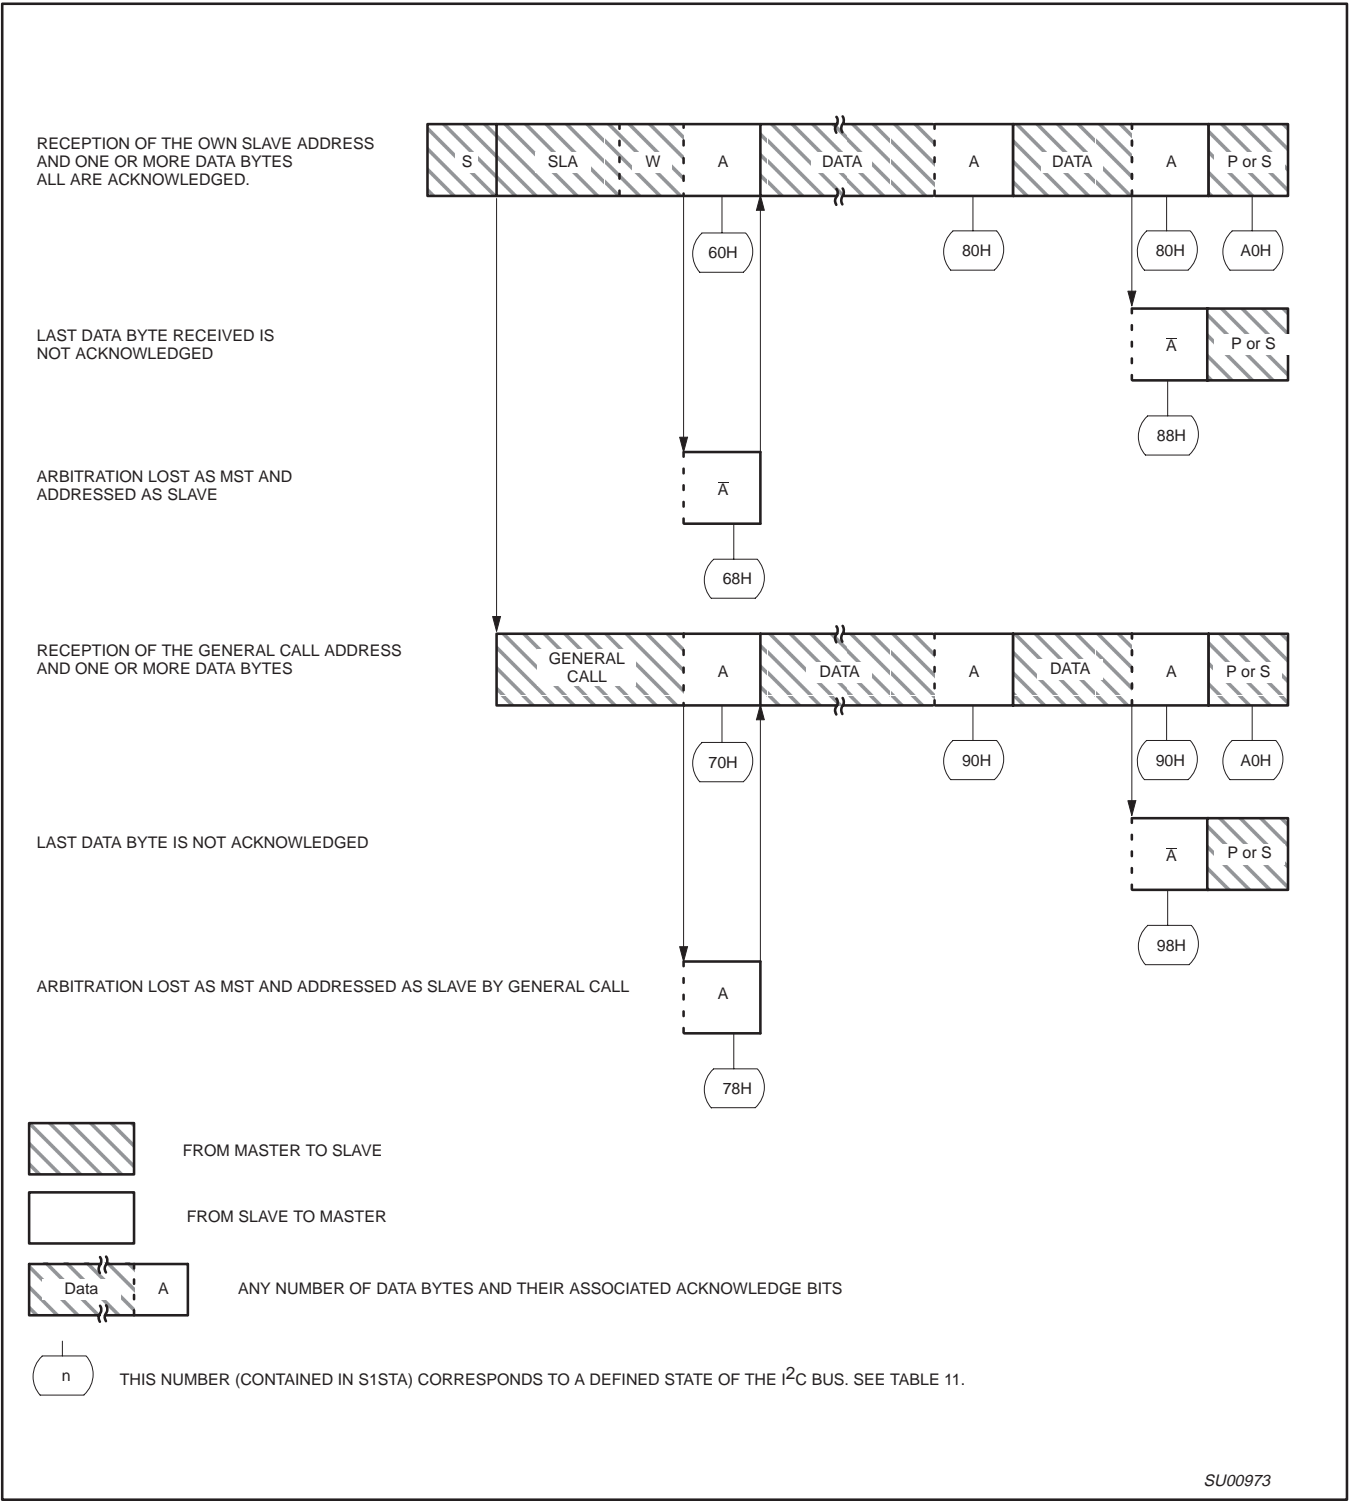 RECEPTION OF THE OWN SLAVE ADDRESS
AND ONE OR MORE DATA BYTES
ALL ARE ACKNOWLEDGED.
S SLA W A DATA A DATA A P or S
60H 80H 80H A0H
LAST DATA BYTE RECEIVED IS
NOT ACKNOWLEDGED
A̅ P or S
88H
ARBITRATION LOST AS MST AND
ADDRESSED AS SLAVE
A̅
68H
RECEPTION OF THE GENERAL CALL ADDRESS
AND ONE OR MORE DATA BYTES
GENERAL
CALL
A DATA A DATA A P or S
70H 90H 90H A0H
LAST DATA BYTE IS NOT ACKNOWLEDGED
A̅ P or S
98H
ARBITRATION LOST AS MST AND ADDRESSED AS SLAVE BY GENERAL CALL
A
78H
FROM MASTER TO SLAVE
FROM SLAVE TO MASTER
Data A
ANY NUMBER OF DATA BYTES AND THEIR ASSOCIATED ACKNOWLEDGE BITS
n
THIS NUMBER (CONTAINED IN S1STA) CORRESPONDS TO A DEFINED STATE OF THE I²C BUS. SEE TABLE 11.
SU00973